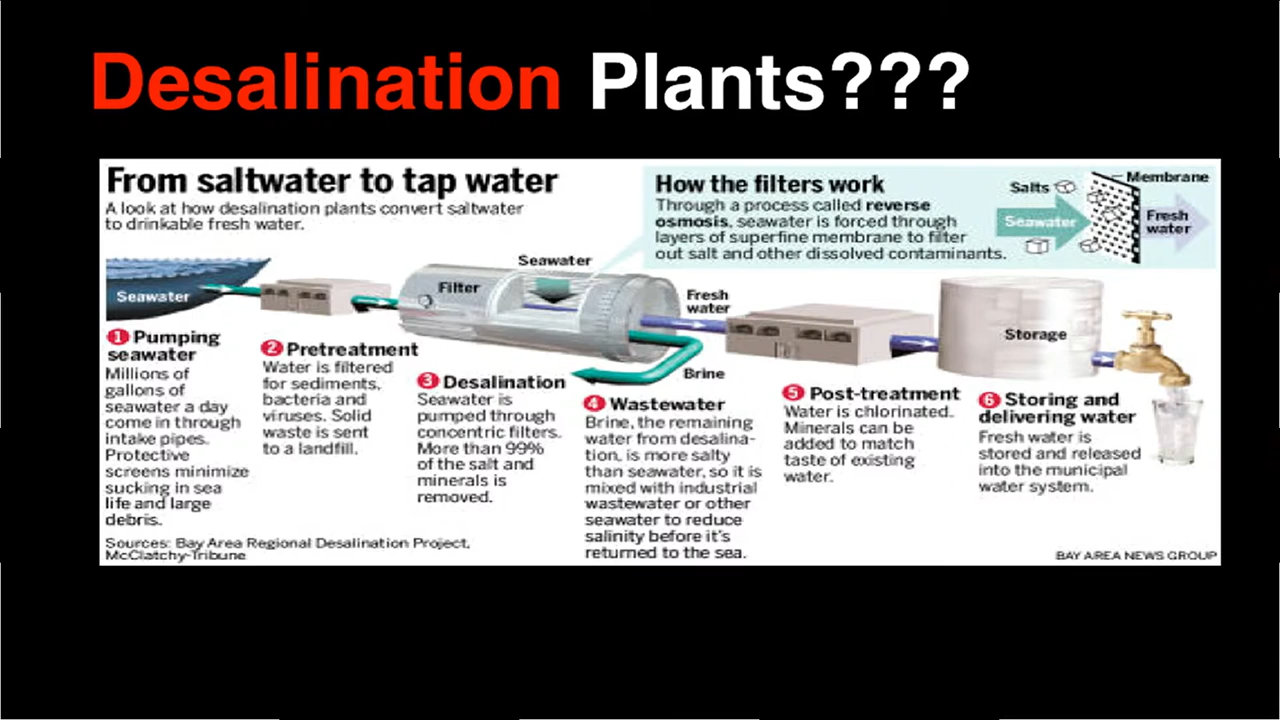 Desalination Plants???
From saltwater to tap water
A look at how desalination plants convert saltwater
to drinkable fresh water.
How the filters work
Through a process called reverse
osmosis, seawater is forced through
layers of superfine membrane to filter
out salt and other dissolved contaminants.
Salts
Membrane
Seawater
Fresh
water
Seawater
Filter
Seawater
Fresh
water
Brine
Storage
1 Pumping
seawater
Millions of
gallons of
seawater a day
come in through
intake pipes.
Protective
screens minimize
sucking in sea
life and large
debris.
2 Pretreatment
Water is filtered
for sediments,
bacteria and
viruses. Solid
waste is sent
to a landfill.
3 Desalination
Seawater is
pumped through
concentric filters.
More than 99%
of the salt and
minerals is
removed.
4 Wastewater
Brine, the remaining
water from desalina-
tion, is more salty
than seawater, so it is
mixed with industrial
wastewater or other
seawater to reduce
salinity before it's
returned to the sea.
5 Post-treatment
Water is chlorinated.
Minerals can be
added to match
taste of existing
water.
6 Storing and
delivering water
Fresh water is
stored and released
into the municipal
water system.
Sources: Bay Area Regional Desalination Project,
McClatchy-Tribune
BAY AREA NEWS GROUP